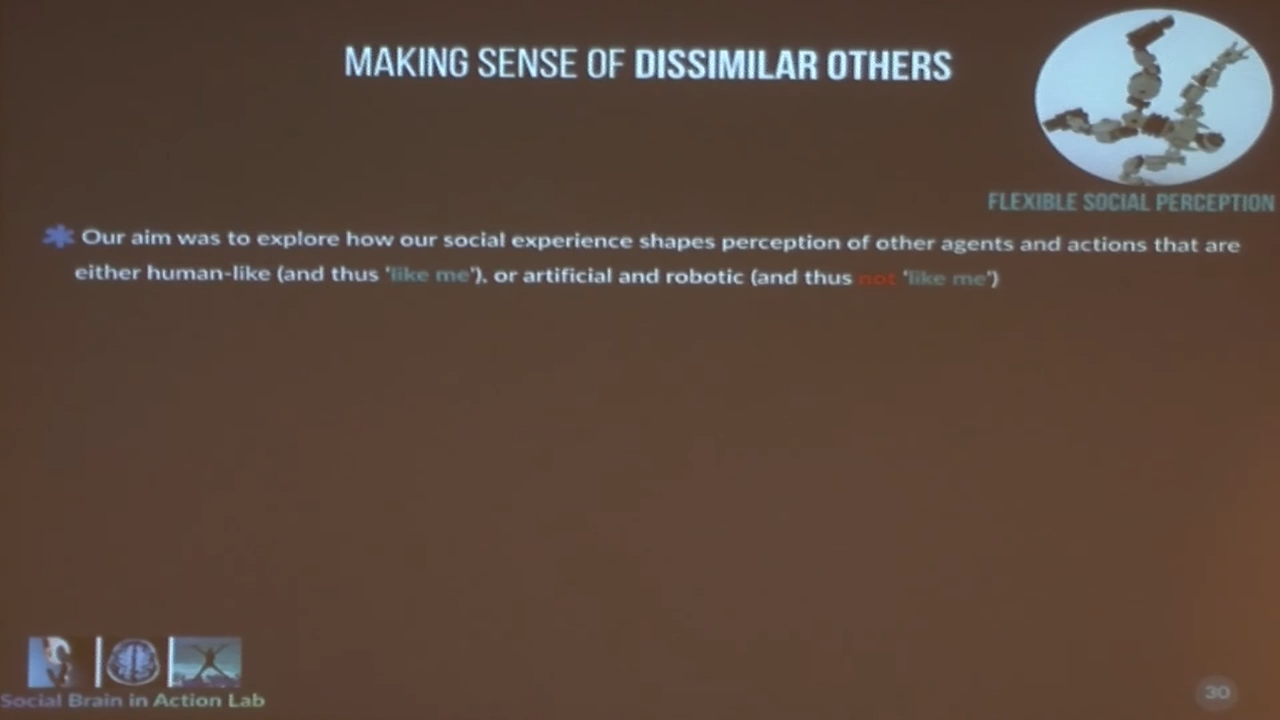 MAKING SENSE OF DISSIMILAR OTHERS
FLEXIBLE SOCIAL PERCEPTION
Our aim was to explore how our social experience shapes perception of other agents and actions that are
either human-like (and thus 'like me'), or artificial and robotic (and thus not 'like me')
Social Brain in Action Lab
30